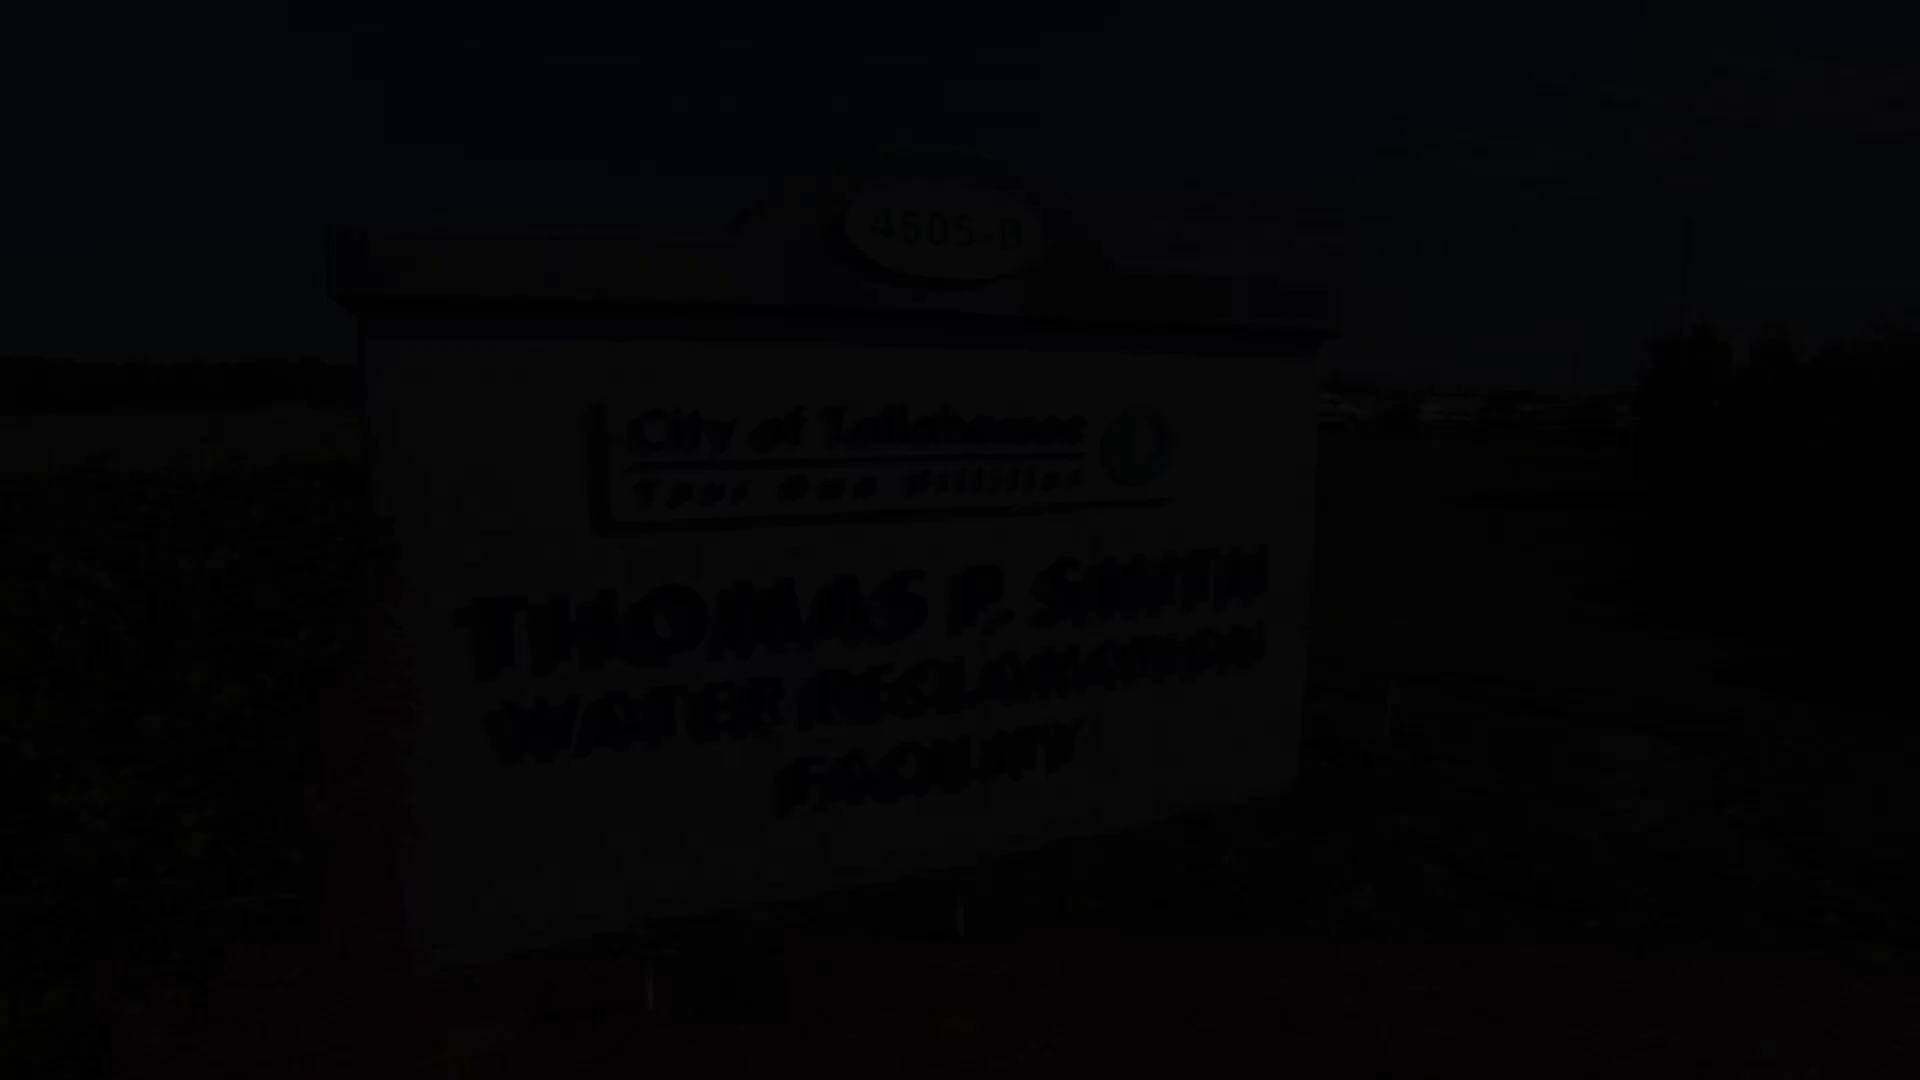 4505-B
City of Tallahassee
Your Own Utilities
THOMAS P. SMITH
WATER RECLAMATION
FACILITY